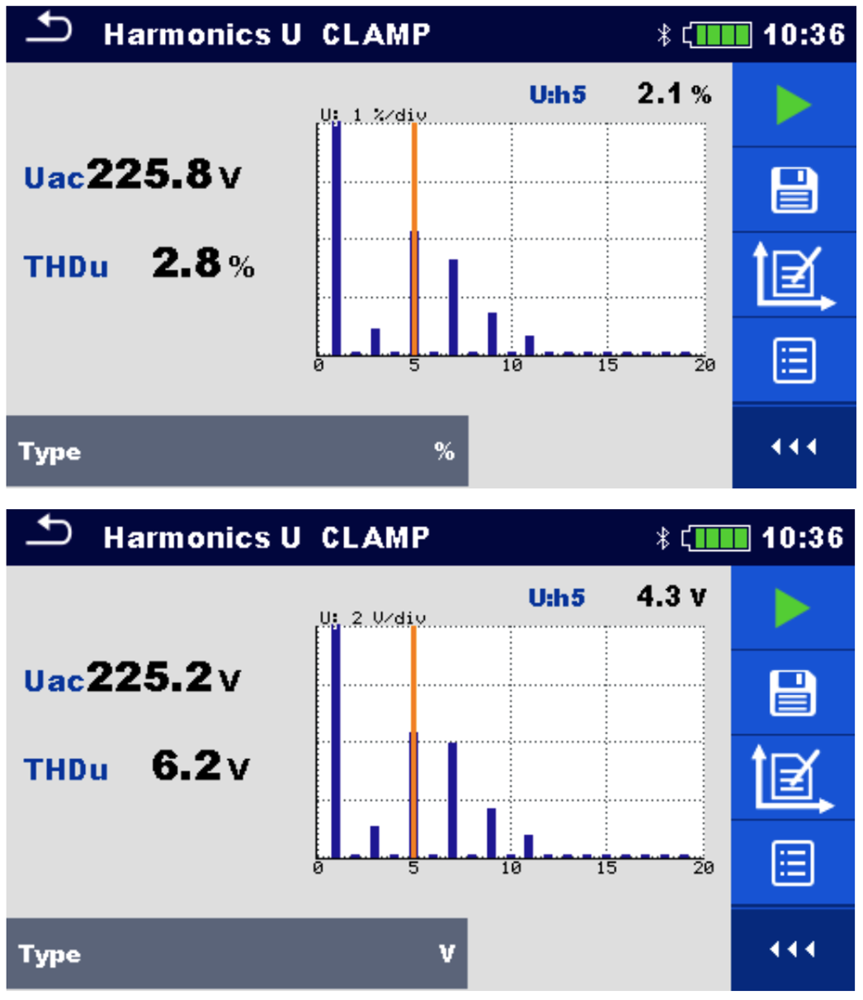 Harmonics U CLAMP 10:36
U:h5 2.1 %
U: 1 %/div
Uac 225.8 V
THDu 2.8 %
0 5 10 15 20
Type %
Harmonics U CLAMP 10:36
U:h5 4.3 V
U: 2 V/div
Uac 225.2 V
THDu 6.2 V
0 5 10 15 20
Type V